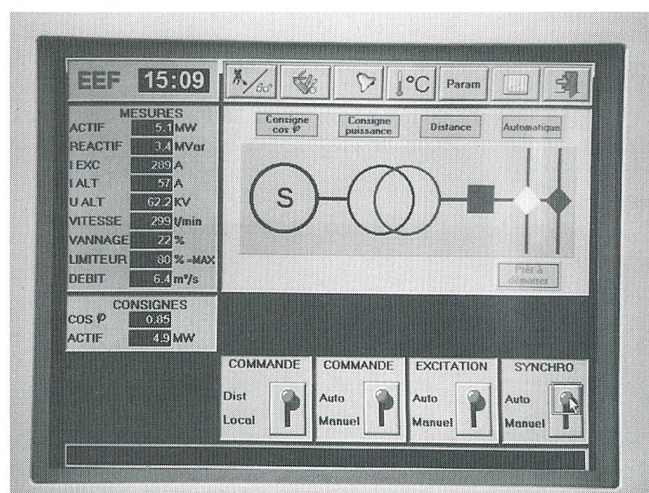 EEF 15:09
°C Param
MESURES
ACTIF 5.1 MW
REACTIF 3.4 MVar
I EXC 289 A
I ALT 57 A
U ALT 62.2 KV
VITESSE 299 t/min
VANNAGE 22 %
LIMITEUR 80 % =MAX
DEBIT 6.4 m³/s
CONSIGNES
COS φ 0.85
ACTIF 4.9 MW
Consigne cos φ
Consigne puissance
Distance
Automatique
S
Prêt à démarrer
COMMANDE
Dist
Local
COMMANDE
Auto
Manuel
EXCITATION
Auto
Manuel
SYNCHRO
Auto
Manuel